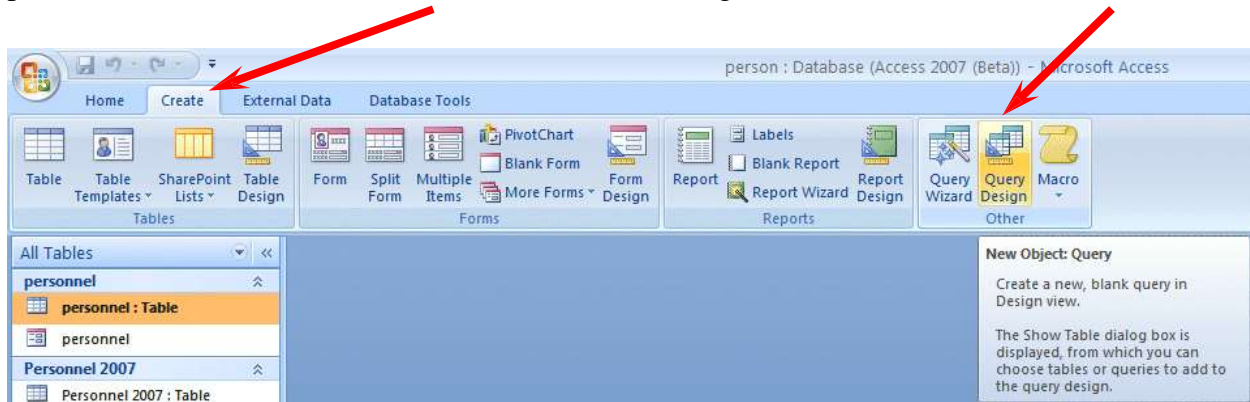 person : Database (Access 2007 (Beta)) - Microsoft Access
Home Create External Data Database Tools
Table
Table Templates
SharePoint Lists
Table Design
Tables
Form
Split Form
Multiple Items
PivotChart
Blank Form
More Forms
Form Design
Forms
Report
Labels
Blank Report
Report Wizard
Report Design
Reports
Query Wizard
Query Design
Macro
Other
All Tables
personnel
personnel : Table
personnel
Personnel 2007
Personnel 2007 : Table
New Object: Query
Create a new, blank query in
Design view.
The Show Table dialog box is
displayed, from which you can
choose tables or queries to add to
the query design.